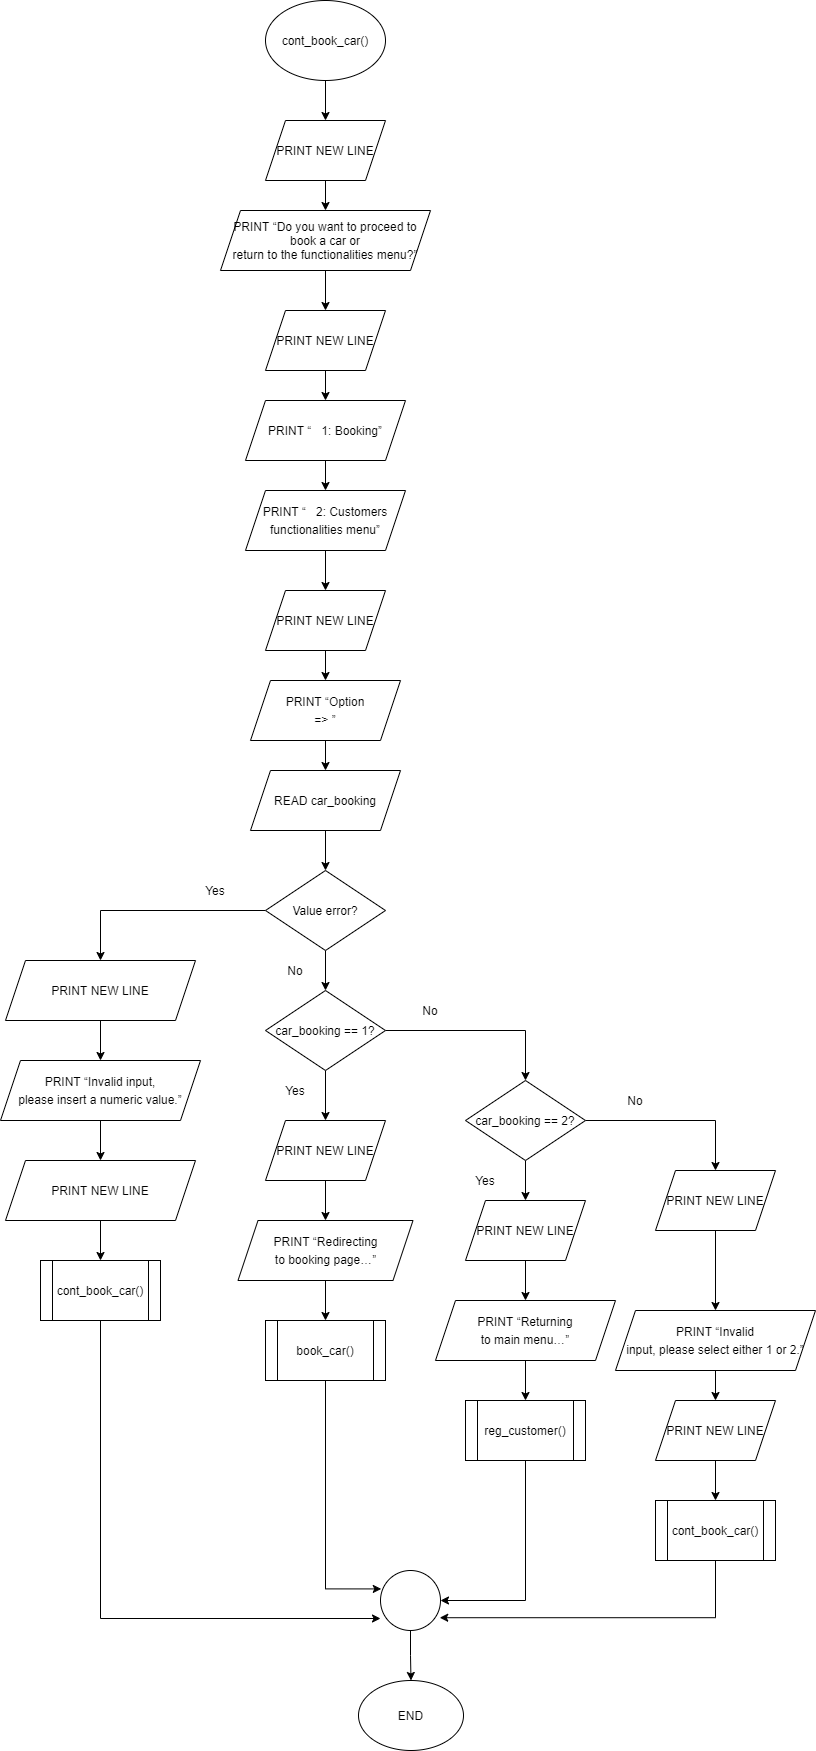 cont_book_car()
PRINT NEW LINE
PRINT “Do you want to proceed to
book a car or
return to the functionalities menu?”
PRINT NEW LINE
PRINT “   1: Booking”
PRINT “   2: Customers
functionalities menu”
PRINT NEW LINE
PRINT “Option
=> ”
READ car_booking
Value error?
Yes
PRINT NEW LINE
PRINT “Invalid input,
please insert a numeric value.”
PRINT NEW LINE
cont_book_car()
No
car_booking == 1?
Yes
PRINT NEW LINE
PRINT “Redirecting
to booking page…”
book_car()
No
car_booking == 2?
Yes
PRINT NEW LINE
PRINT “Returning
to main menu…”
reg_customer()
No
PRINT NEW LINE
PRINT “Invalid
input, please select either 1 or 2.”
PRINT NEW LINE
cont_book_car()
END